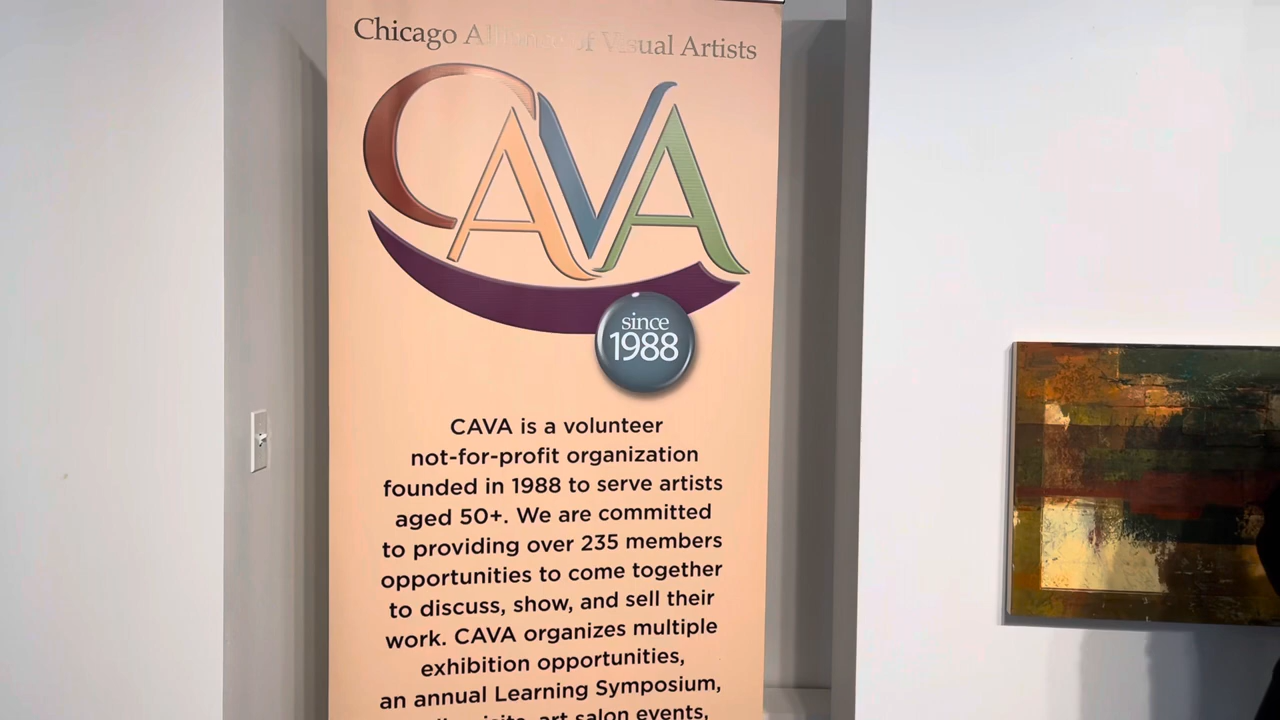 Chicago Alliance of Visual Artists
CAVA
since
1988
CAVA is a volunteer
not-for-profit organization
founded in 1988 to serve artists
aged 50+. We are committed
to providing over 235 members
opportunities to come together
to discuss, show, and sell their
work. CAVA organizes multiple
exhibition opportunities,
an annual Learning Symposium,
art salon events,